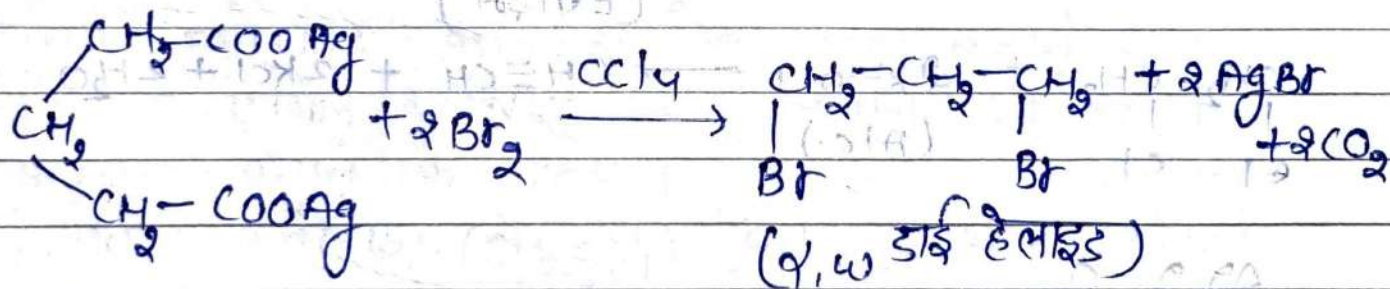 CH₂-COOAg
CH₂ + 2Br₂ CCl₄ → CH₂-CH₂-CH₂ + 2AgBr
Br Br + 2CO₂
CH₂-COOAg
(α,ω डाई हेलाइड)